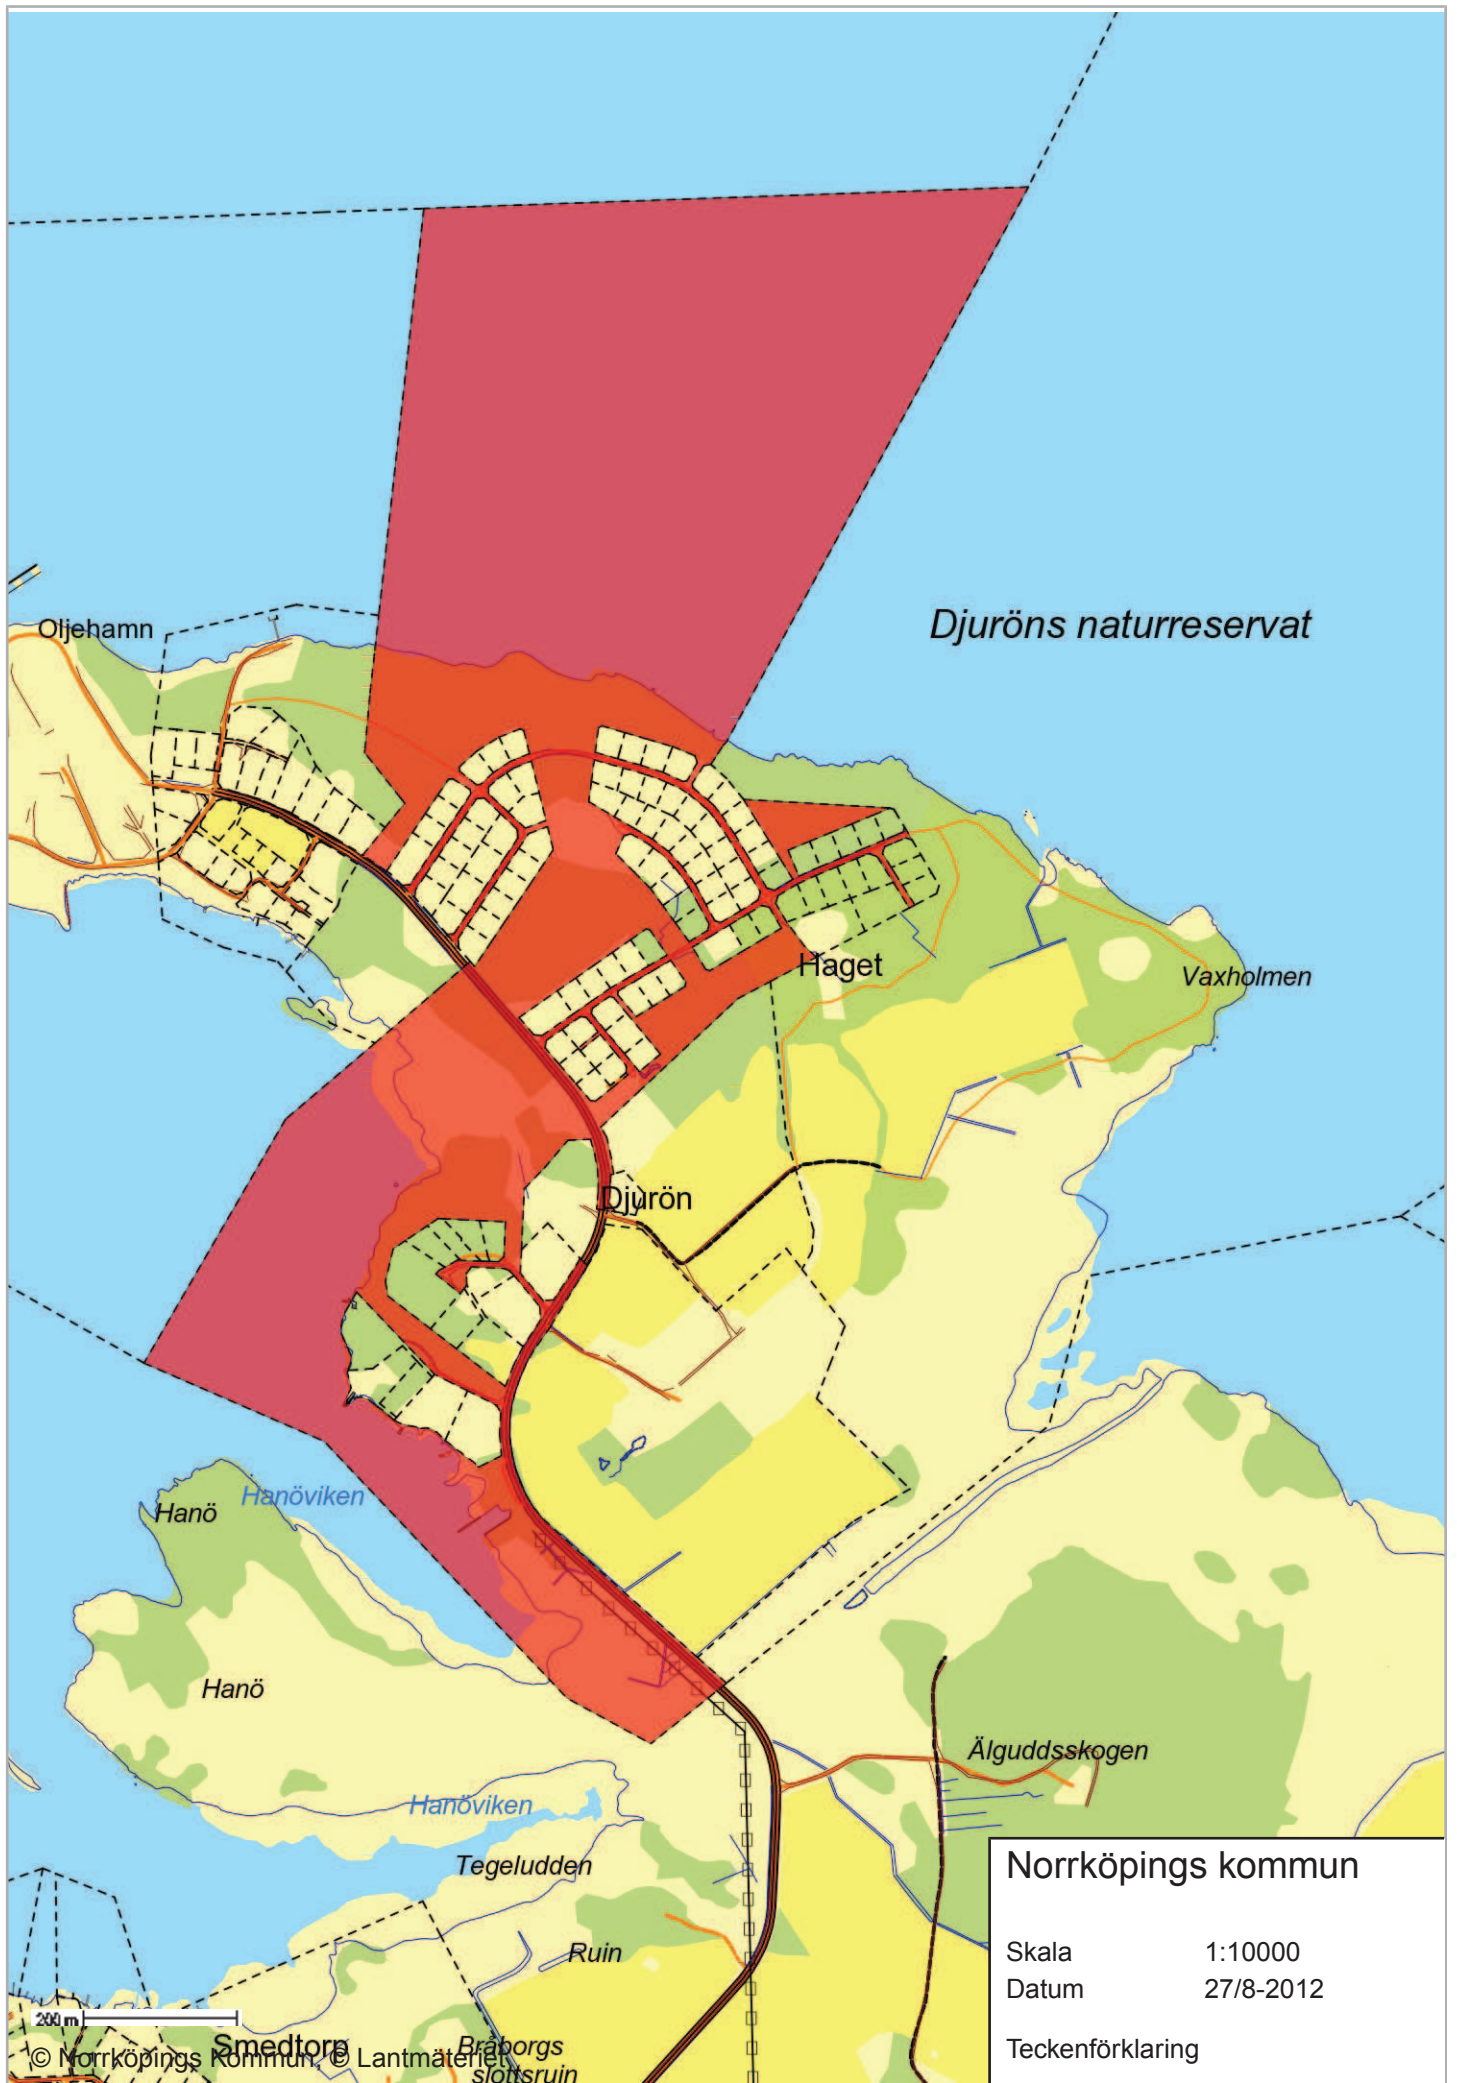 Oljehamn
Djuröns naturreservat
Haget
Vaxholmen
Djurön
Hanöviken
Hanö
Hanö
Älguddsskogen
Hanöviken
Tegeludden
Norrköpings kommun
Ruin
Skala 1:10000
Datum 27/8-2012
200 m
Smedtorp
Bråborgs
slottsruin
© Norrköpings Kommun, © Lantmäteriet
Teckenförklaring